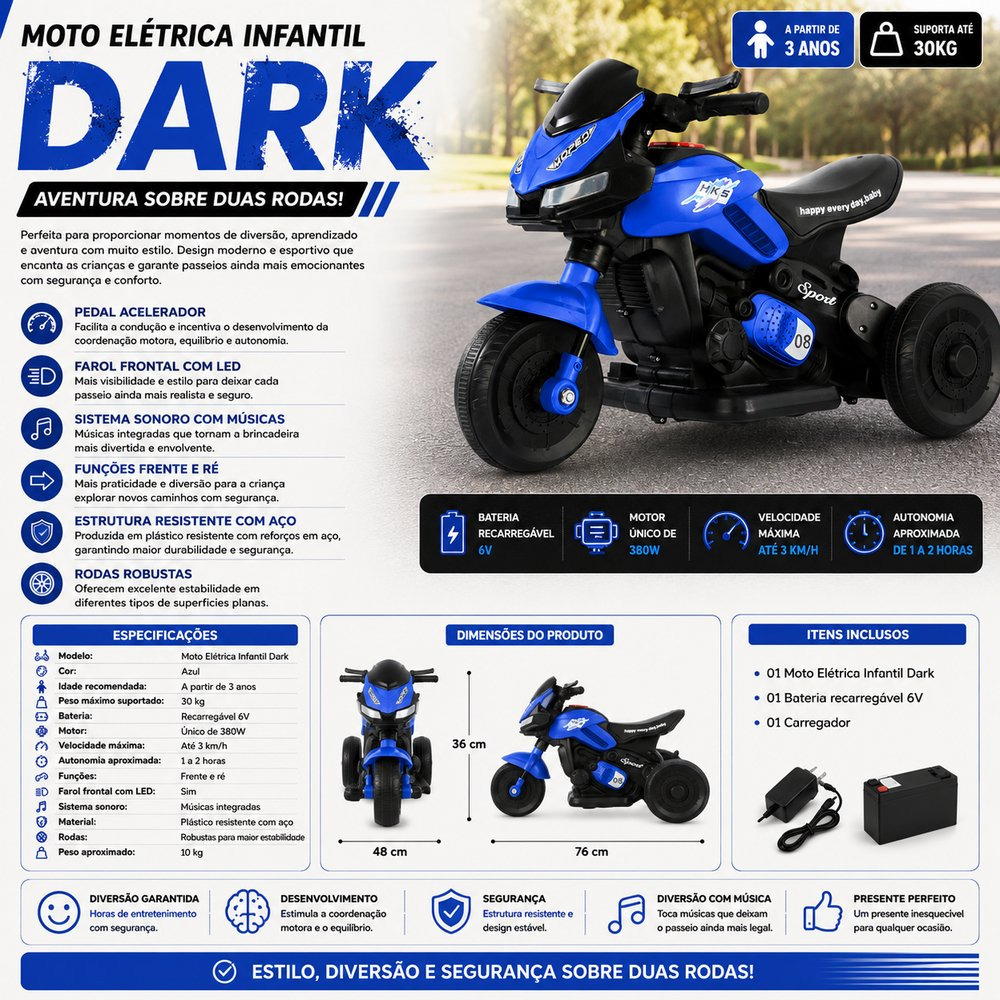 MOTO ELÉTRICA INFANTIL
DARK
AVENTURA SOBRE DUAS RODAS!
A PARTIR DE
3 ANOS
SUPORTA ATÉ
30KG
Perfeita para proporcionar momentos de diversão, aprendizado
e aventura com muito estilo. Design moderno e esportivo que
encanta as crianças e garante passeios ainda mais emocionantes
com segurança e conforto.
PEDAL ACELERADOR
Facilita a condução e incentiva o desenvolvimento da
coordenação motora, equilíbrio e autonomia.
FAROL FRONTAL COM LED
Mais visibilidade e estilo para deixar cada
passeio ainda mais realista e seguro.
SISTEMA SONORO COM MÚSICAS
Músicas integradas que tornam a brincadeira
mais divertida e envolvente.
FUNÇÕES FRENTE E RÉ
Mais praticidade e diversão para a criança
explorar novos caminhos com segurança.
ESTRUTURA RESISTENTE COM AÇO
Produzida em plástico resistente com reforços em aço,
garantindo maior durabilidade e segurança.
RODAS ROBUSTAS
Oferecem excelente estabilidade em
diferentes tipos de superfícies planas.
MOPEDY
HKS
happy every day,baby
Sport
08
BATERIA
RECARREGÁVEL
6V
MOTOR
ÚNICO DE
380W
VELOCIDADE
MÁXIMA
ATÉ 3 KM/H
AUTONOMIA
APROXIMADA
DE 1 A 2 HORAS
ESPECIFICAÇÕES
Modelo: Moto Elétrica Infantil Dark
Cor: Azul
Idade recomendada: A partir de 3 anos
Peso máximo suportado: 30 kg
Bateria: Recarregável 6V
Motor: Único de 380W
Velocidade máxima: Até 3 km/h
Autonomia aproximada: 1 a 2 horas
Funções: Frente e ré
Farol frontal com LED: Sim
Sistema sonoro: Músicas integradas
Material: Plástico resistente com aço
Rodas: Robustas para maior estabilidade
Peso aproximado: 10 kg
DIMENSÕES DO PRODUTO
36 cm
48 cm
happy every day,baby
Sport
08
76 cm
ITENS INCLUSOS
• 01 Moto Elétrica Infantil Dark
• 01 Bateria recarregável 6V
• 01 Carregador
DIVERSÃO GARANTIDA
Horas de entretenimento
com segurança.
DESENVOLVIMENTO
Estimula a coordenação
motora e o equilíbrio.
SEGURANÇA
Estrutura resistente e
design estável.
DIVERSÃO COM MÚSICA
Toca músicas que deixam
o passeio ainda mais legal.
PRESENTE PERFEITO
Um presente inesquecível
para qualquer ocasião.
ESTILO, DIVERSÃO E SEGURANÇA SOBRE DUAS RODAS!